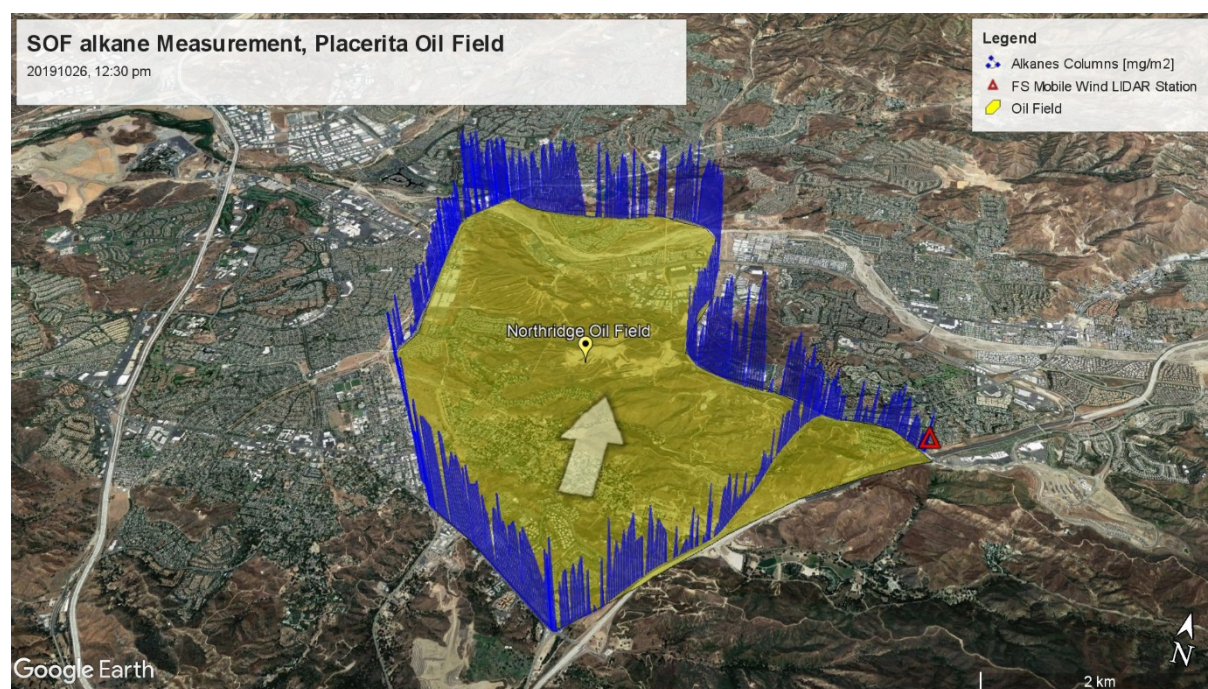 SOF alkane Measurement, Placerita Oil Field
20191026, 12:30 pm
Legend
Alkanes Columns [mg/m2]
FS Mobile Wind LIDAR Station
Oil Field
Northridge Oil Field
Google Earth
N
2 km